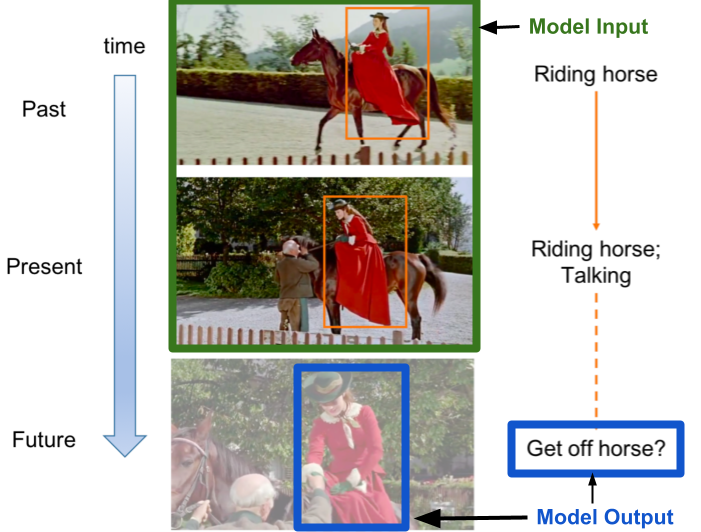 time
Model Input
Riding horse
Past
Present
Riding horse;
Talking
Future
Get off horse?
Model Output